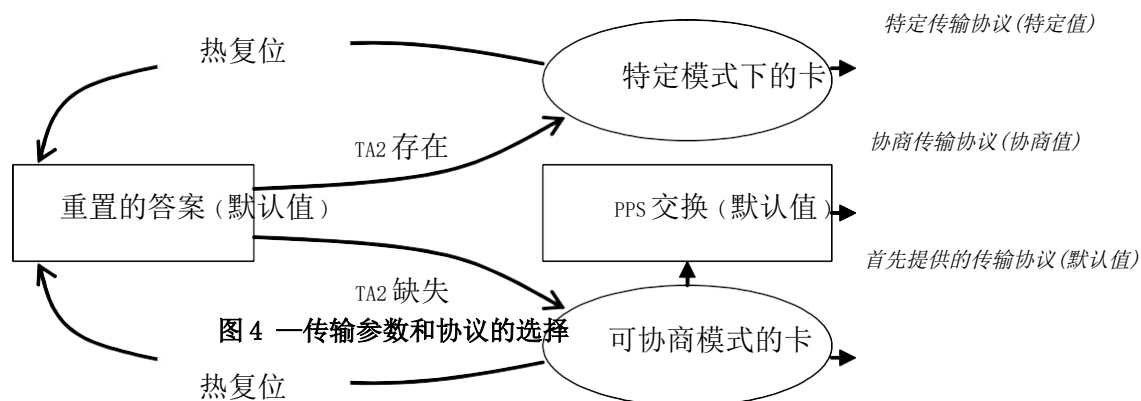 特定传输协议(特定值)
热复位
特定模式下的卡
TA2 存在
协商传输协议(协商值)
重置的答案(默认值)
PPS 交换(默认值)
首先提供的传输协议(默认值)
TA2 缺失
图 4 —传输参数和协议的选择
可协商模式的卡
热复位